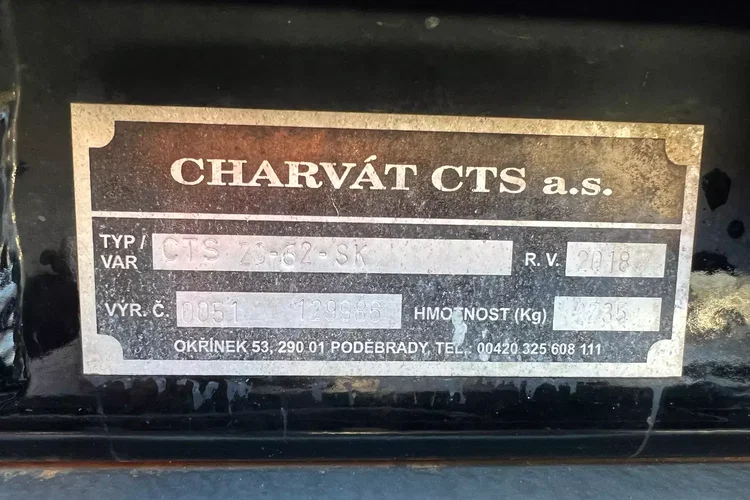 CHARVÁT CTS a.s.
TYP/ VAR CTS 20-62-SK R. V. 2018
VÝR. Č. 0051 HMOTNOST (Kg)
OKŘÍNEK 53, 290 01 PODĚBRADY, TEL.: 00420 325 608 111